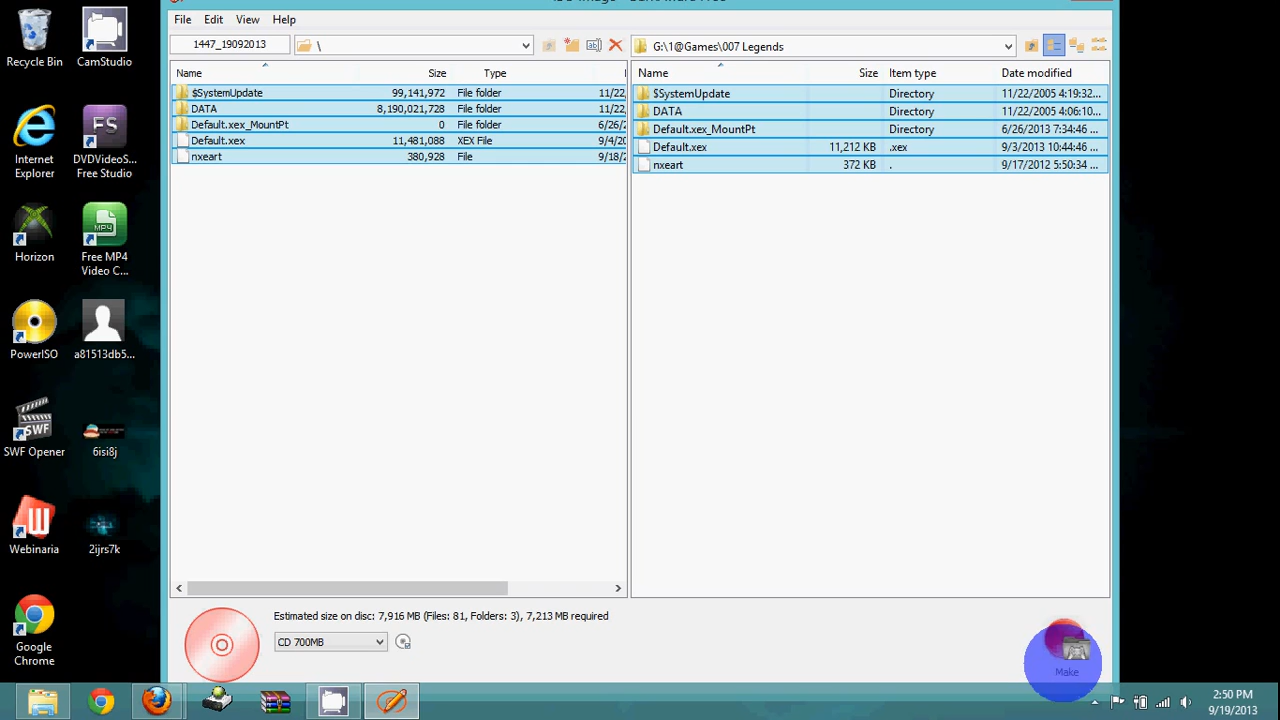 File Edit View Help
1447_19092013 \ G:\1@Games\007 Legends
Name Size Type
$SystemUpdate 99,141,972 File folder 11/22,
DATA 8,190,021,728 File folder 11/22,
Default.xex_MountPt 0 File folder 6/26/2
Default.xex 11,481,088 XEX File 9/4/20
nxeart 380,928 File 9/18/2
Name Size Item type Date modified
$SystemUpdate Directory 11/22/2005 4:19:32...
DATA Directory 11/22/2005 4:06:10...
Default.xex_MountPt Directory 6/26/2013 7:34:46 ...
Default.xex 11,212 KB .xex 9/3/2013 10:44:46 ...
nxeart 372 KB . 9/17/2012 5:50:34 ...
Estimated size on disc: 7,916 MB (Files: 81, Folders: 3), 7,213 MB required
CD 700MB
Make
Recycle Bin
CamStudio
Internet
Explorer
FS
DVDVideoS...
Free Studio
Horizon
MP4
Free MP4
Video C...
PowerISO
a81513db5...
SWF
SWF Opener
6isi8j
Webinaria
2ijrs7k
Google
Chrome
2:50 PM
9/19/2013